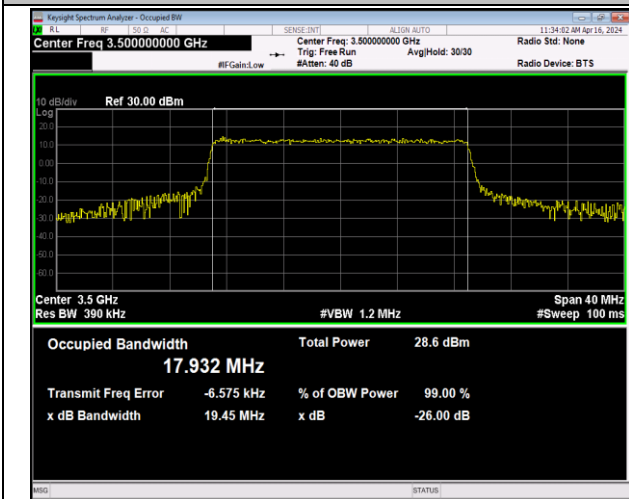 Keysight Spectrum Analyzer - Occupied BW
RL RF 50 Ω AC SENSE:INT ALIGN AUTO 11:34:02 AM Apr 16, 2024
Center Freq 3.500000000 GHz Center Freq: 3.500000000 GHz Radio Std: None
Trig: Free Run Avg|Hold: 30/30
#IFGain:Low #Atten: 40 dB Radio Device: BTS
10 dB/div Ref 30.00 dBm
Log
20.0
10.0
0.00
-10.0
-20.0
-30.0
-40.0
-50.0
-60.0
Center 3.5 GHz Span 40 MHz
Res BW 390 kHz #VBW 1.2 MHz #Sweep 100 ms
Occupied Bandwidth Total Power 28.6 dBm
17.932 MHz
Transmit Freq Error -6.575 kHz % of OBW Power 99.00 %
x dB Bandwidth 19.45 MHz x dB -26.00 dB
MSG STATUS